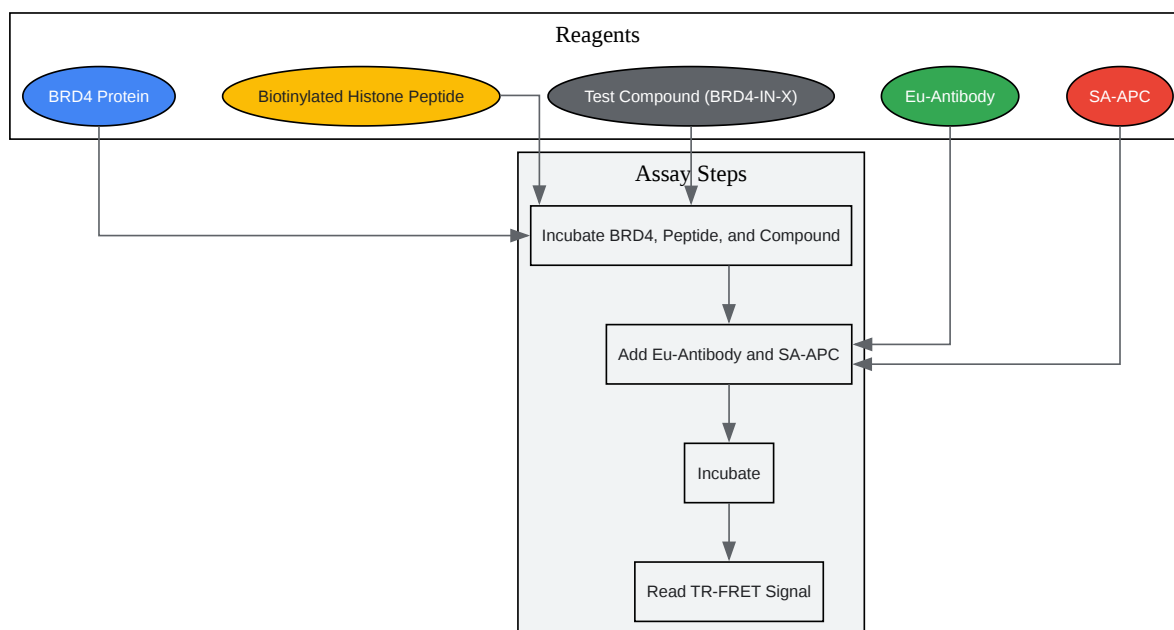 Reagents
BRD4 Protein
Biotinylated Histone Peptide
Test Compound (BRD4-IN-X)
Eu-Antibody
SA-APC
Assay Steps
Incubate BRD4, Peptide, and Compound
Add Eu-Antibody and SA-APC
Incubate
Read TR-FRET Signal